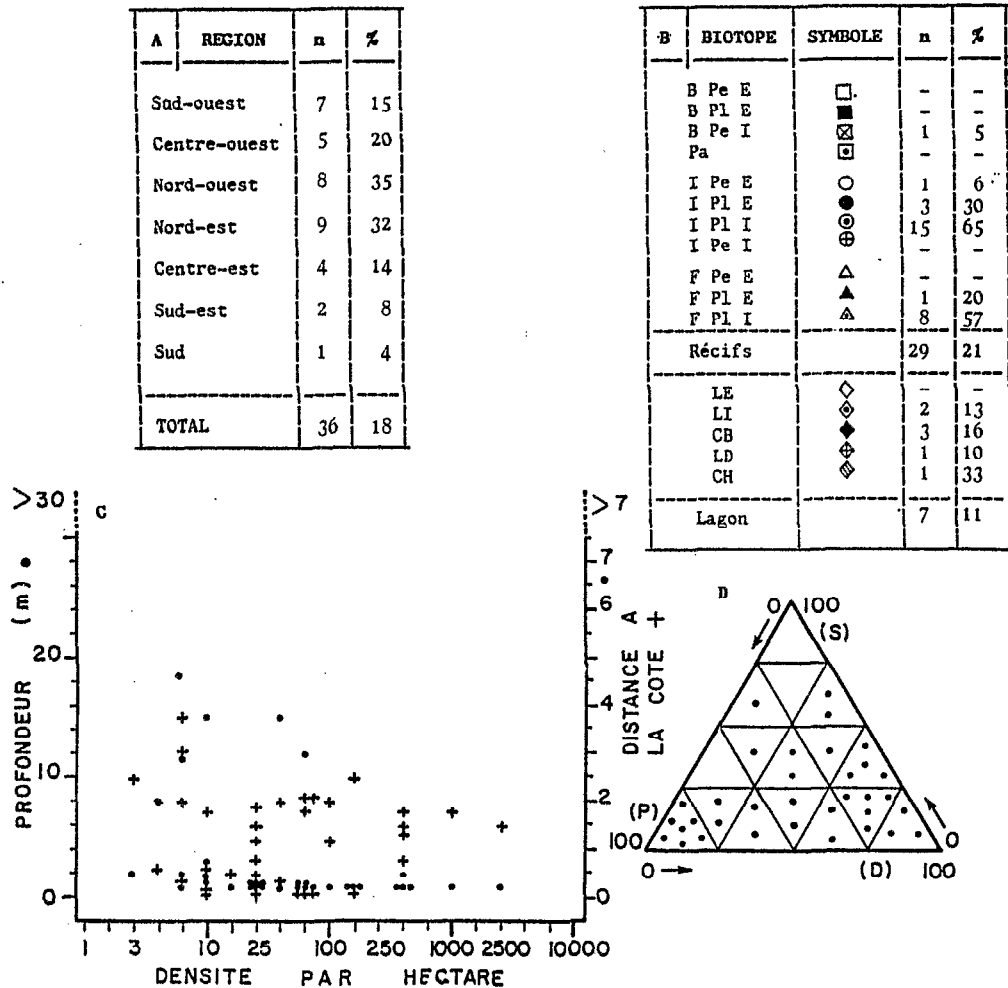 A REGION n %
Sud-ouest 7 15
Centre-ouest 5 20
Nord-ouest 8 35
Nord-est 9 32
Centre-est 4 14
Sud-est 2 8
Sud 1 4
TOTAL 36 18
B BIOTOPE SYMBOLE n %
B Pe E - -
B Pl E - -
B Pe I 1 5
Pa - -
I Pe E 1 6
I Pl E 3 30
I Pl I 15 65
I Pe I - -
F Pe E - -
F Pl E 1 20
F Pl I 8 57
Récifs 29 21
LE - -
LI 2 13
CB 3 16
LD 1 10
CH 1 33
Lagon 7 11
C
>30
20
10
0
PROFONDEUR (m)
>7
7
6
4
2
0
DISTANCE A
LA COTE
1 3 10 25 100 250 1000 10000
DENSITE PAR HECTARE
D
0 100
(S)
(P)
100
0
0
100
(D)